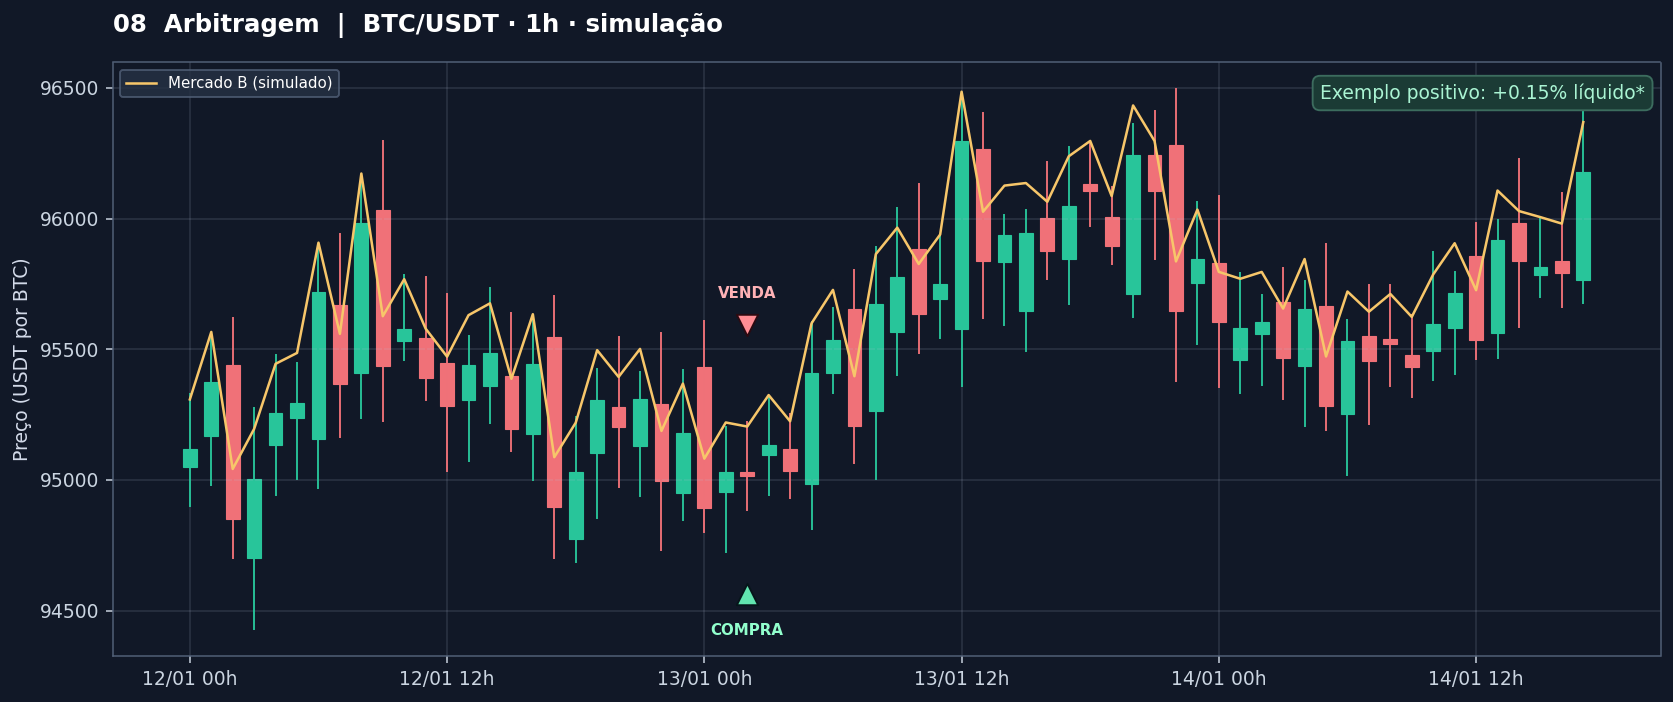 08 Arbitragem | BTC/USDT · 1h · simulação
Mercado B (simulado)
Exemplo positivo: +0.15% líquido*
Preço (USDT por BTC)
96500
96000
95500
95000
94500
VENDA
COMPRA
12/01 00h
12/01 12h
13/01 00h
13/01 12h
14/01 00h
14/01 12h